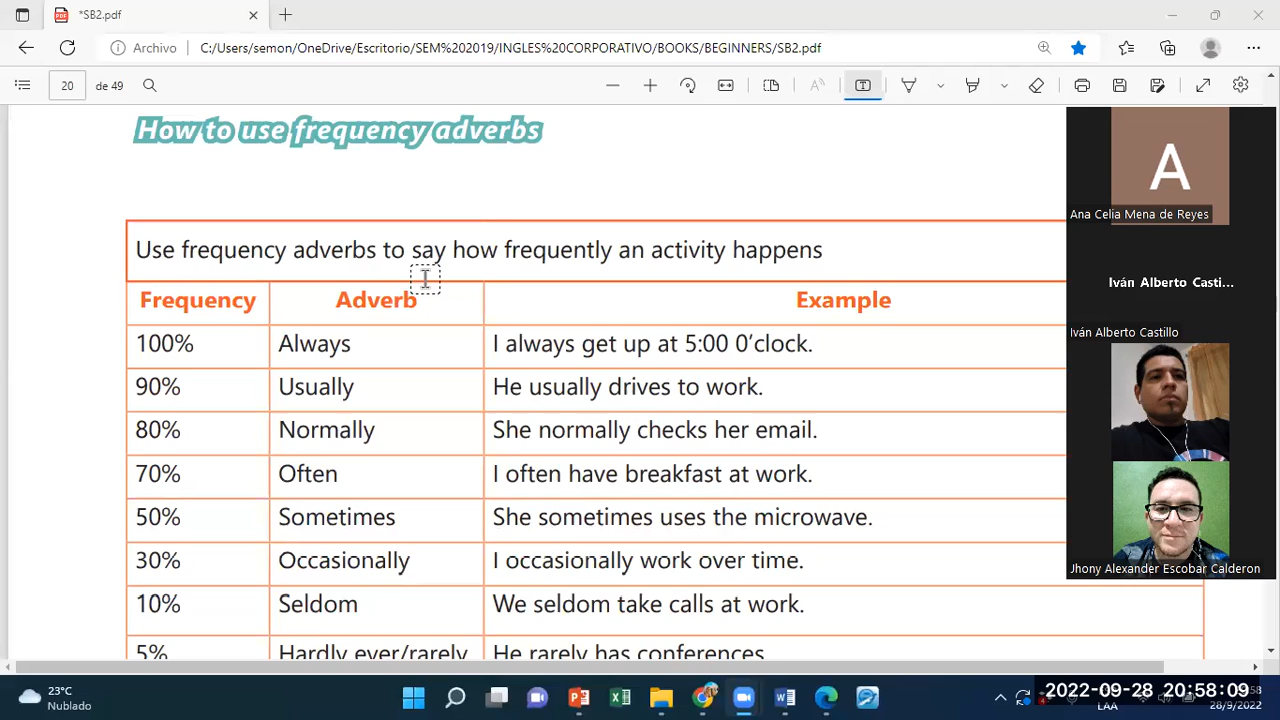 *SB2.pdf
Archivo
C:/Users/semon/OneDrive/Escritorio/SEM%202019/INGLES%20CORPORATIVO/BOOKS/BEGINNERS/SB2.pdf
20 de 49
How to use frequency adverbs
Use frequency adverbs to say how frequently an activity happens
Frequency Adverb Example
100% Always I always get up at 5:00 0’clock.
90% Usually He usually drives to work.
80% Normally She normally checks her email.
70% Often I often have breakfast at work.
50% Sometimes She sometimes uses the microwave.
30% Occasionally I occasionally work over time.
10% Seldom We seldom take calls at work.
5% Hardly ever/rarely He rarely has conferences
A
Ana Celia Mena de Reyes
Iván Alberto Casti...
Iván Alberto Castillo
Jhony Alexander Escobar Calderon
23°C
Nublado
2022-09-28 20:58:09
LAA
28/9/2022